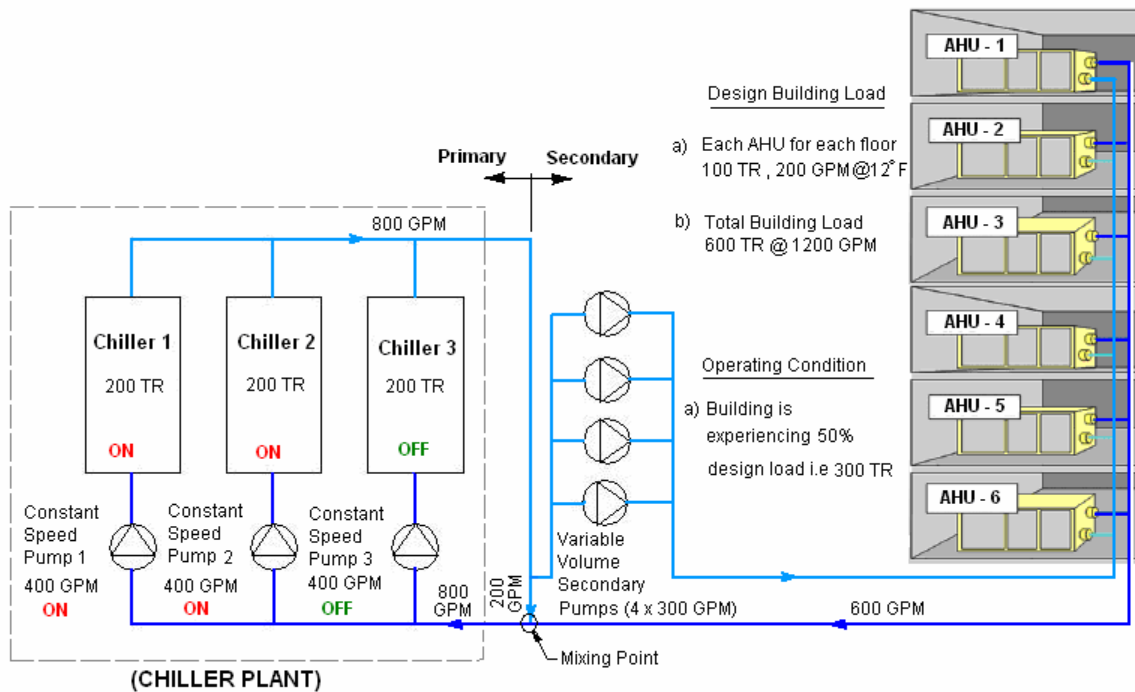 AHU - 1
Design Building Load
AHU - 2
a) Each AHU for each floor
100 TR , 200 GPM @12°F
Primary
Secondary
b) Total Building Load
600 TR @ 1200 GPM
AHU - 3
800 GPM
Chiller 1
200 TR
ON
Chiller 2
200 TR
ON
Chiller 3
200 TR
OFF
AHU - 4
Operating Condition
a) Building is
experiencing 50%
design load i.e 300 TR
AHU - 5
AHU - 6
Constant
Speed
Pump 1
400 GPM
ON
Constant
Speed
Pump 2
400 GPM
ON
Constant
Speed
Pump 3
400 GPM
OFF
800
GPM
200
GPM
Variable
Volume
Secondary
Pumps (4 x 300 GPM)
600 GPM
Mixing Point
(CHILLER PLANT)